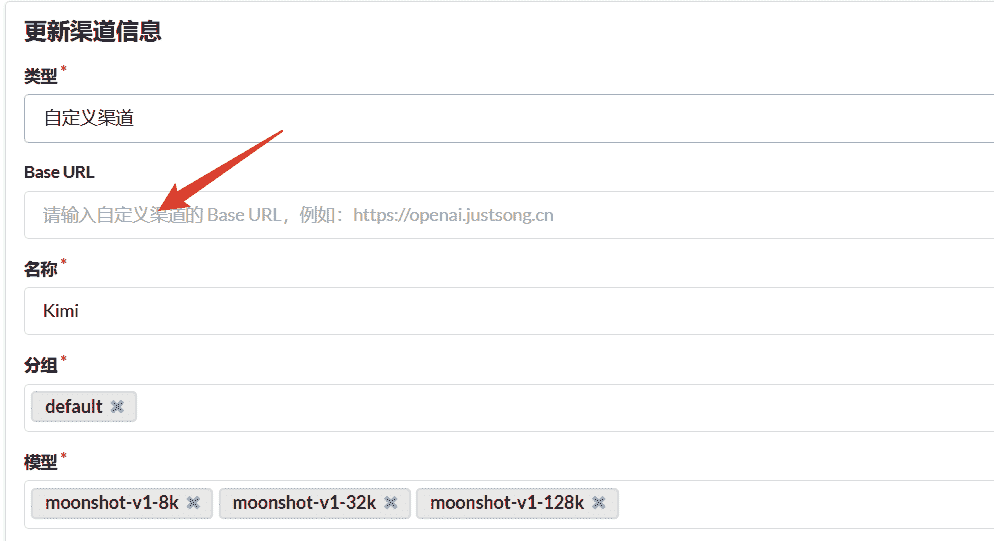 更新渠道信息
类型*
自定义渠道
Base URL
请输入自定义渠道的 Base URL，例如：https://openai.justsong.cn
名称*
Kimi
分组*
default
模型*
moonshot-v1-8k moonshot-v1-32k moonshot-v1-128k